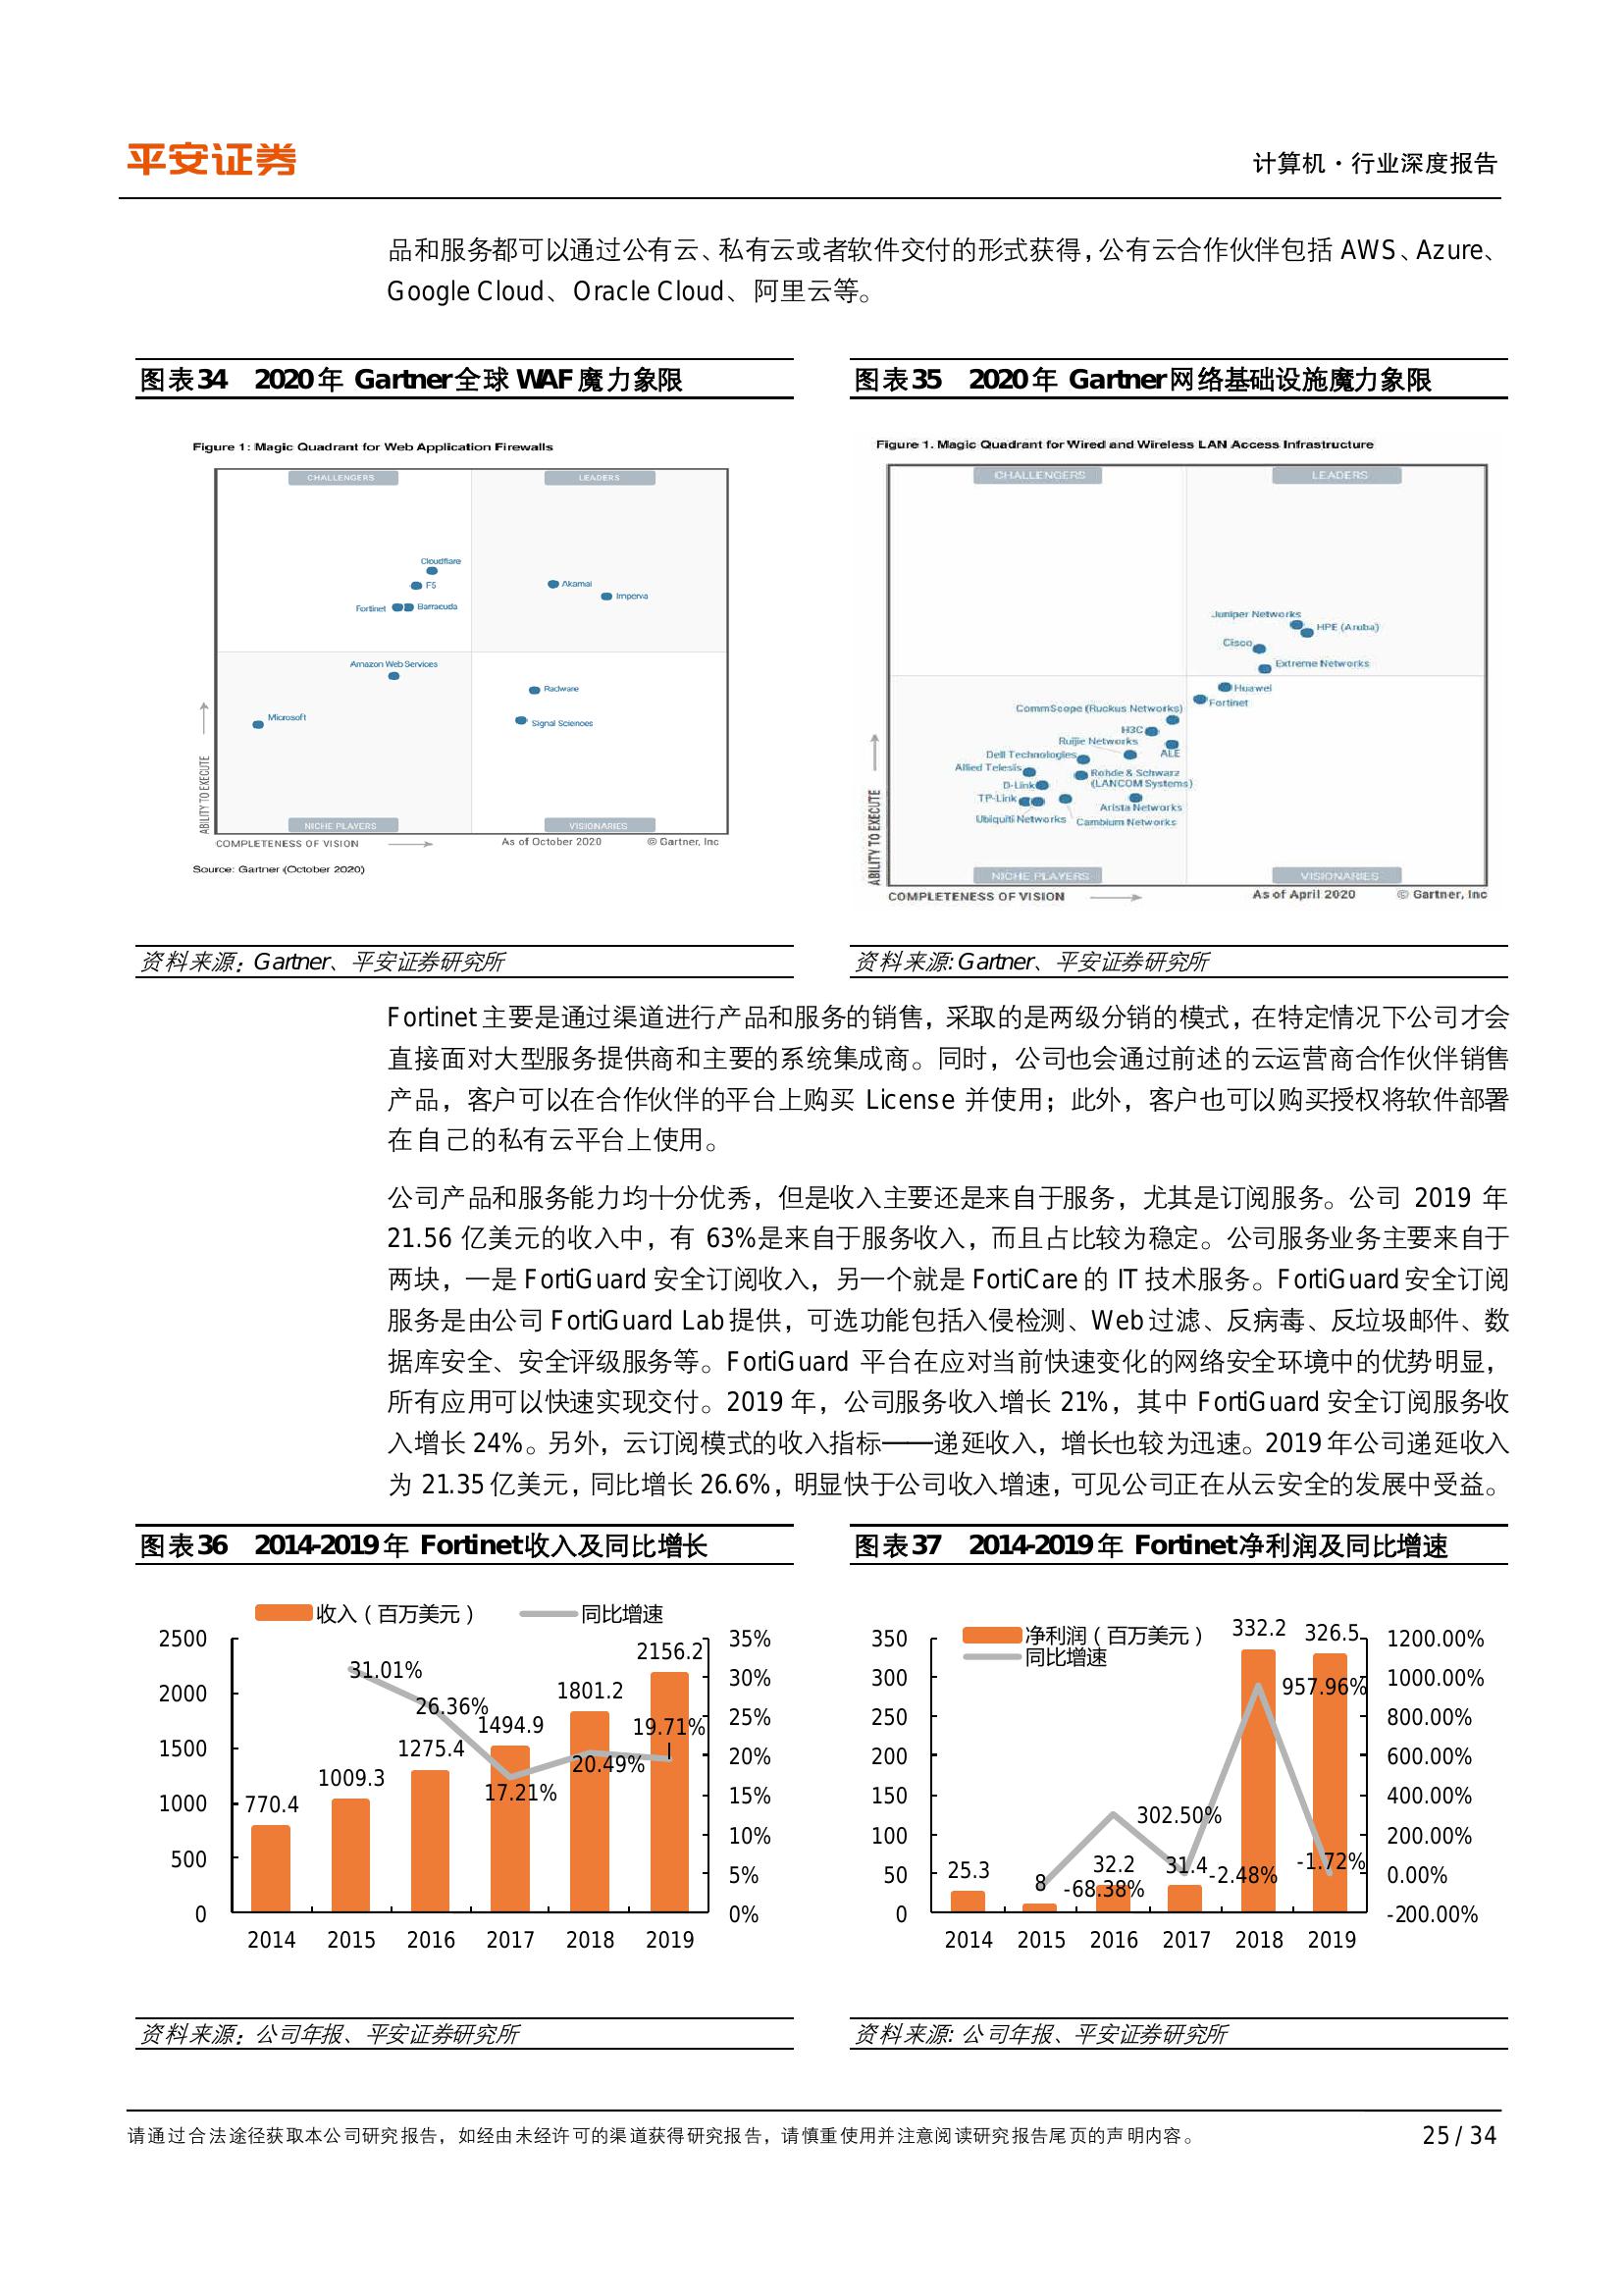 平安证券
计算机·行业深度报告
品和服务都可以通过公有云、私有云或者软件交付的形式获得，公有云合作伙伴包括 AWS、Azure、
Google Cloud、Oracle Cloud、阿里云等。
图表34 2020年 Gartner全球 WAF 魔力象限
Figure 1: Magic Quadrant for Web Application Firewalls
CHALLENGERS
LEADERS
Cloudflare
F5
Akamai
Imperva
Fortinet
Barracuda
Amazon Web Services
Radware
Microsoft
Signal Sciences
ABILITY TO EXECUTE
NICHE PLAYERS
VISIONARIES
COMPLETENESS OF VISION
As of October 2020
© Gartner, Inc
Source: Gartner (October 2020)
资料来源：Gartner、平安证券研究所
图表35 2020年 Gartner网络基础设施魔力象限
Figure 1. Magic Quadrant for Wired and Wireless LAN Access Infrastructure
CHALLENGERS
LEADERS
Juniper Networks
HPE (Aruba)
Cisco
Extreme Networks
Huawei
Fortinet
CommScope (Ruckus Networks)
H3C
Ruijie Networks
ALE
Dell Technologies
Allied Telesis
Rohde & Schwarz
(LANCOM Systems)
D-Link
TP-Link
Arista Networks
Ubiquiti Networks
Cambium Networks
ABILITY TO EXECUTE
NICHE PLAYERS
VISIONARIES
COMPLETENESS OF VISION
As of April 2020
© Gartner, Inc
资料来源: Gartner、平安证券研究所
Fortinet 主要是通过渠道进行产品和服务的销售，采取的是两级分销的模式，在特定情况下公司才会
直接面对大型服务提供商和主要的系统集成商。同时，公司也会通过前述的云运营商合作伙伴销售
产品，客户可以在合作伙伴的平台上购买 License 并使用；此外，客户也可以购买授权将软件部署
在自己的私有云平台上使用。
公司产品和服务能力均十分优秀，但是收入主要还是来自于服务，尤其是订阅服务。公司 2019 年
21.56 亿美元的收入中，有 63%是来自于服务收入，而且占比较为稳定。公司服务业务主要来自于
两块，一是 FortiGuard 安全订阅收入，另一个就是 FortiCare 的 IT 技术服务。FortiGuard 安全订阅
服务是由公司 FortiGuard Lab 提供，可选功能包括入侵检测、Web 过滤、反病毒、反垃圾邮件、数
据库安全、安全评级服务等。FortiGuard 平台在应对当前快速变化的网络安全环境中的优势明显，
所有应用可以快速实现交付。2019 年，公司服务收入增长 21%，其中 FortiGuard 安全订阅服务收
入增长 24%。另外，云订阅模式的收入指标——递延收入，增长也较为迅速。2019 年公司递延收入
为 21.35 亿美元，同比增长 26.6%，明显快于公司收入增速，可见公司正在从云安全的发展中受益。
图表36 2014-2019年 Fortinet收入及同比增长
收入（百万美元） 同比增速
2500
2000
1500
1000
500
0
35%
30%
25%
20%
15%
10%
5%
0%
770.4
1009.3
1275.4
1494.9
1801.2
2156.2
31.01%
26.36%
17.21%
20.49%
19.71%
2014 2015 2016 2017 2018 2019
资料来源：公司年报、平安证券研究所
图表37 2014-2019年 Fortinet净利润及同比增速
净利润（百万美元）
同比增速
350
300
250
200
150
100
50
0
1200.00%
1000.00%
800.00%
600.00%
400.00%
200.00%
0.00%
-200.00%
25.3
8
32.2
31.4
332.2
326.5
-68.38%
302.50%
-2.48%
957.96%
-1.72%
2014 2015 2016 2017 2018 2019
资料来源: 公司年报、平安证券研究所
请通过合法途径获取本公司研究报告，如经由未经许可的渠道获得研究报告，请慎重使用并注意阅读研究报告尾页的声明内容。
25 / 34